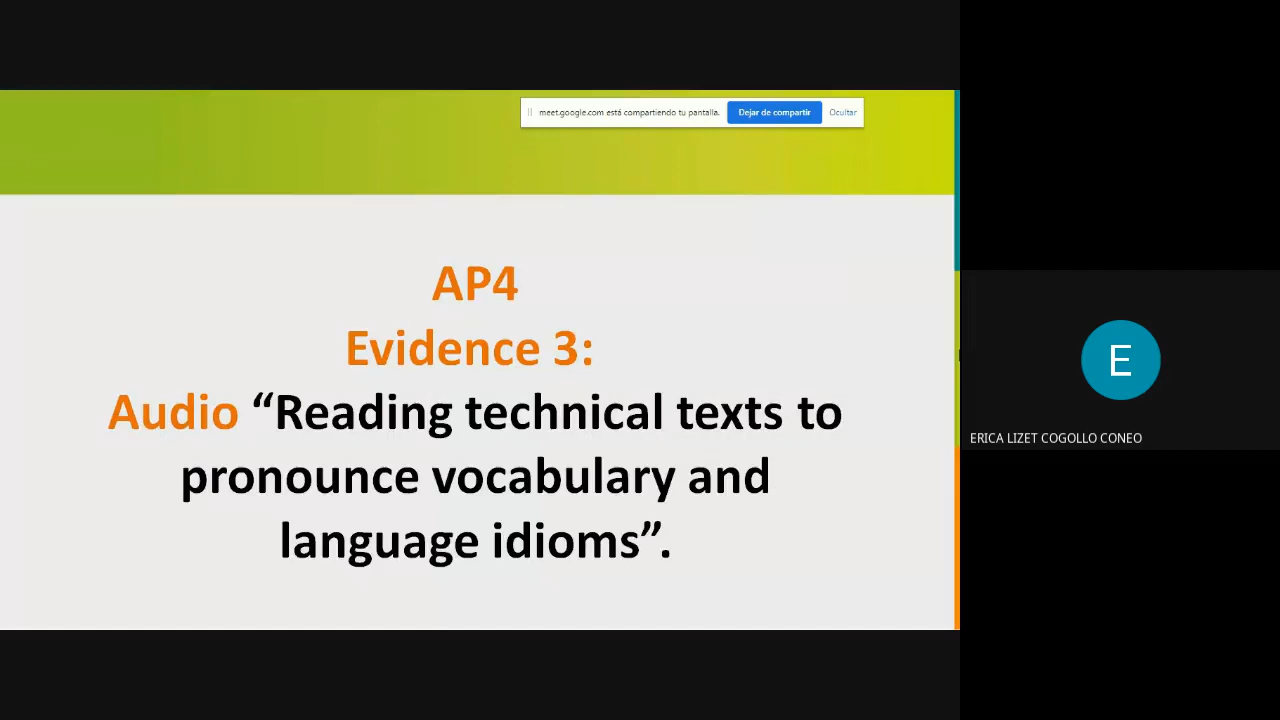 meet.google.com está compartiendo tu pantalla. Dejar de compartir Ocultar
AP4
Evidence 3:
Audio “Reading technical texts to
pronounce vocabulary and
language idioms”.
E
ERICA LIZET COGOLLO CONEO